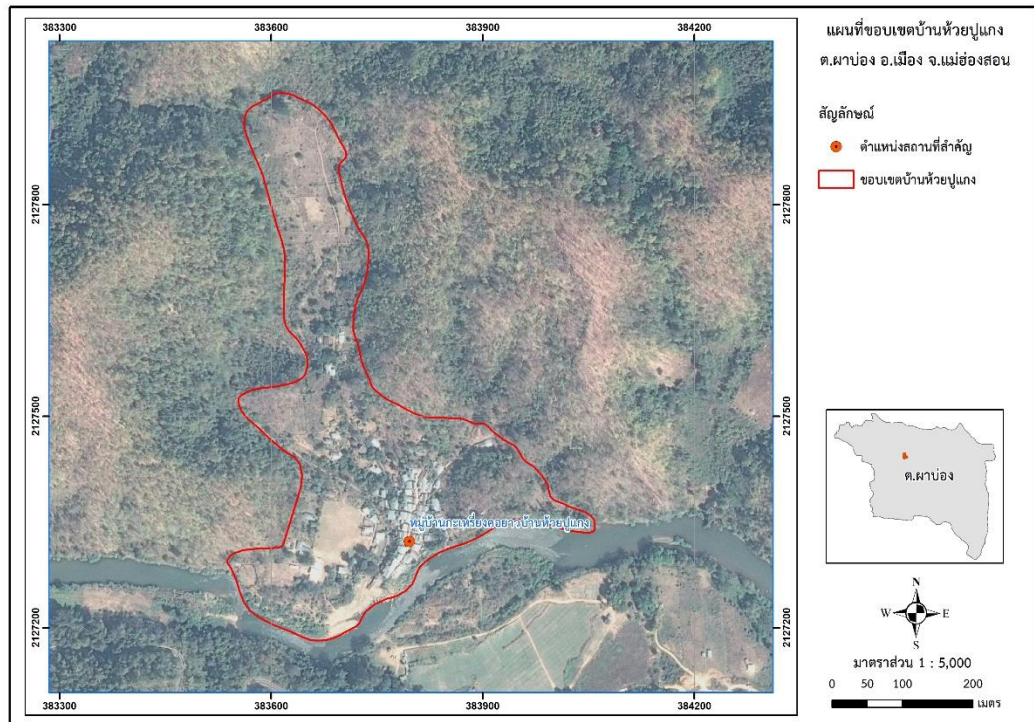 แผนที่ขอบเขตบ้านห้วยปูแกง
ต.ผาบ่อง อ.เมือง จ.แม่ฮ่องสอน
สัญลักษณ์
ตำแหน่งสถานที่สำคัญ
ขอบเขตบ้านห้วยปูแกง
383300
383600
383900
384200
2127800
2127500
2127200
2127800
2127500
2127200
หมู่บ้านกะเหรี่ยงคอยาวบ้านห้วยปูแกง
383300
383600
383900
384200
ต.ผาบ่อง
N
W
E
S
มาตราส่วน 1 : 5,000
0 50 100 200
เมตร